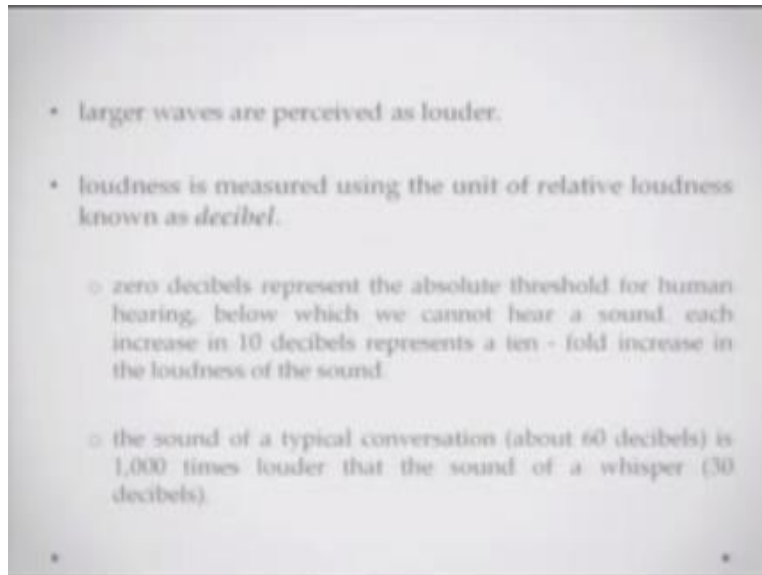 • larger waves are perceived as louder.
• loudness is measured using the unit of relative loudness
known as decibel.
o zero decibels represent the absolute threshold for human
hearing, below which we cannot hear a sound. each
increase in 10 decibels represents a ten - fold increase in
the loudness of the sound.
o the sound of a typical conversation (about 60 decibels) is
1,000 times louder that the sound of a whisper (30
decibels).